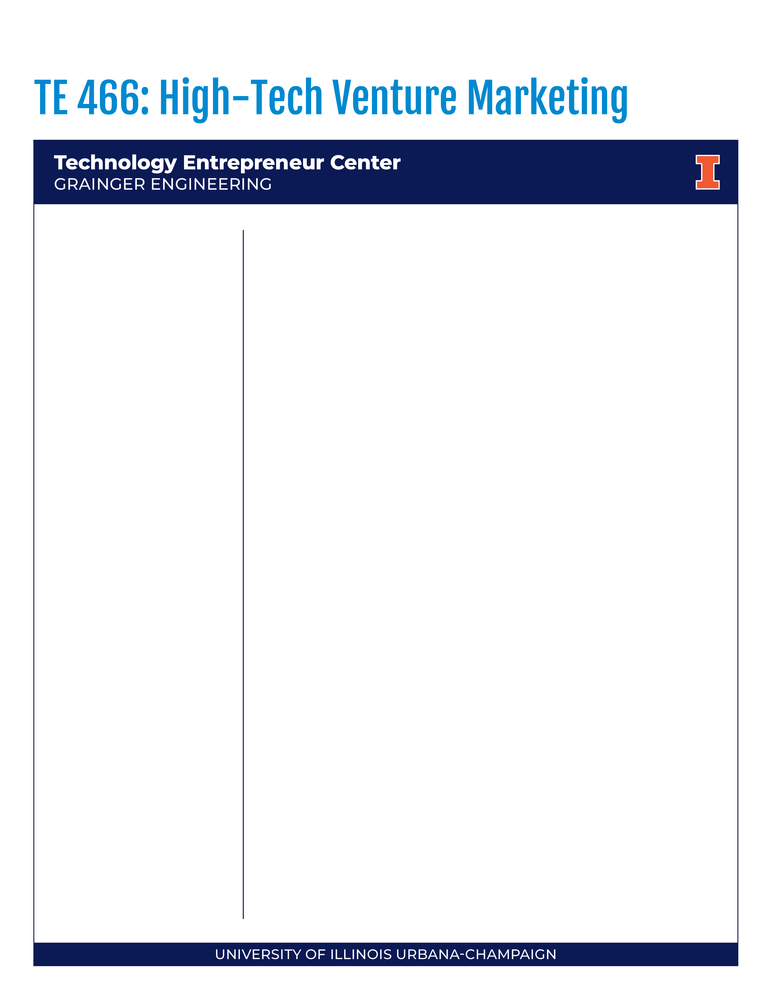 TE 466: High-Tech Venture Marketing
Technology Entrepreneur Center
GRAINGER ENGINEERING
I
UNIVERSITY OF ILLINOIS URBANA-CHAMPAIGN